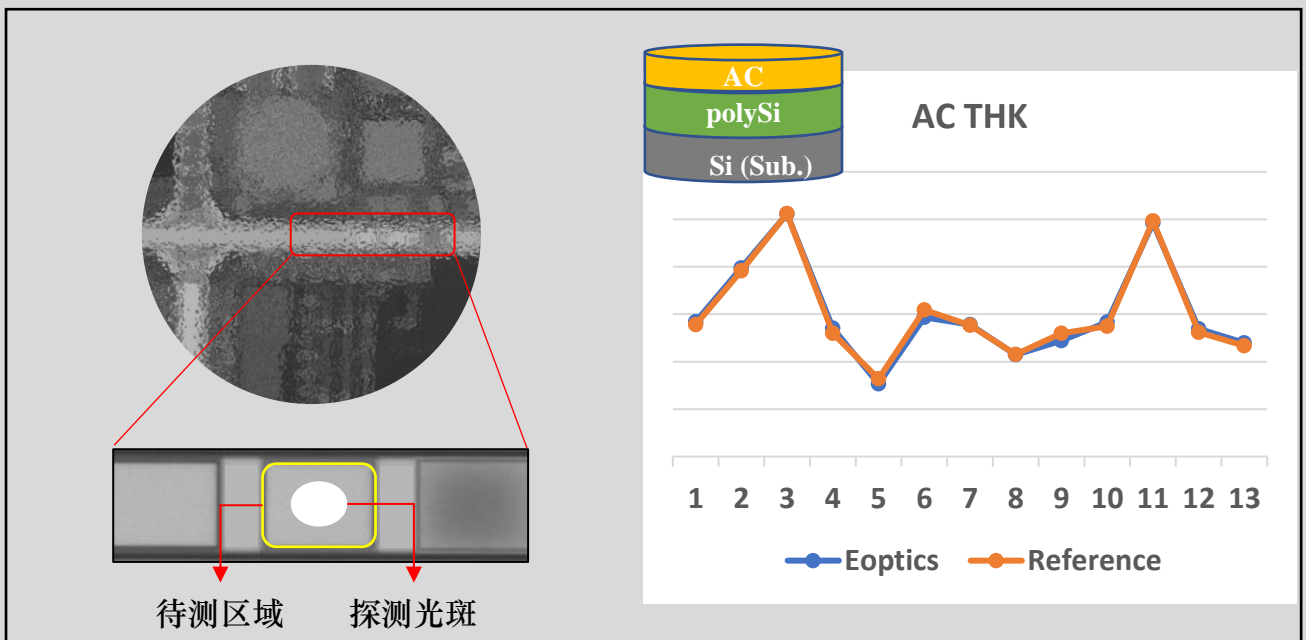 AC
polySi
Si (Sub.)
AC THK
1 2 3 4 5 6 7 8 9 10 11 12 13
Eoptics Reference
待测区域 探测光斑